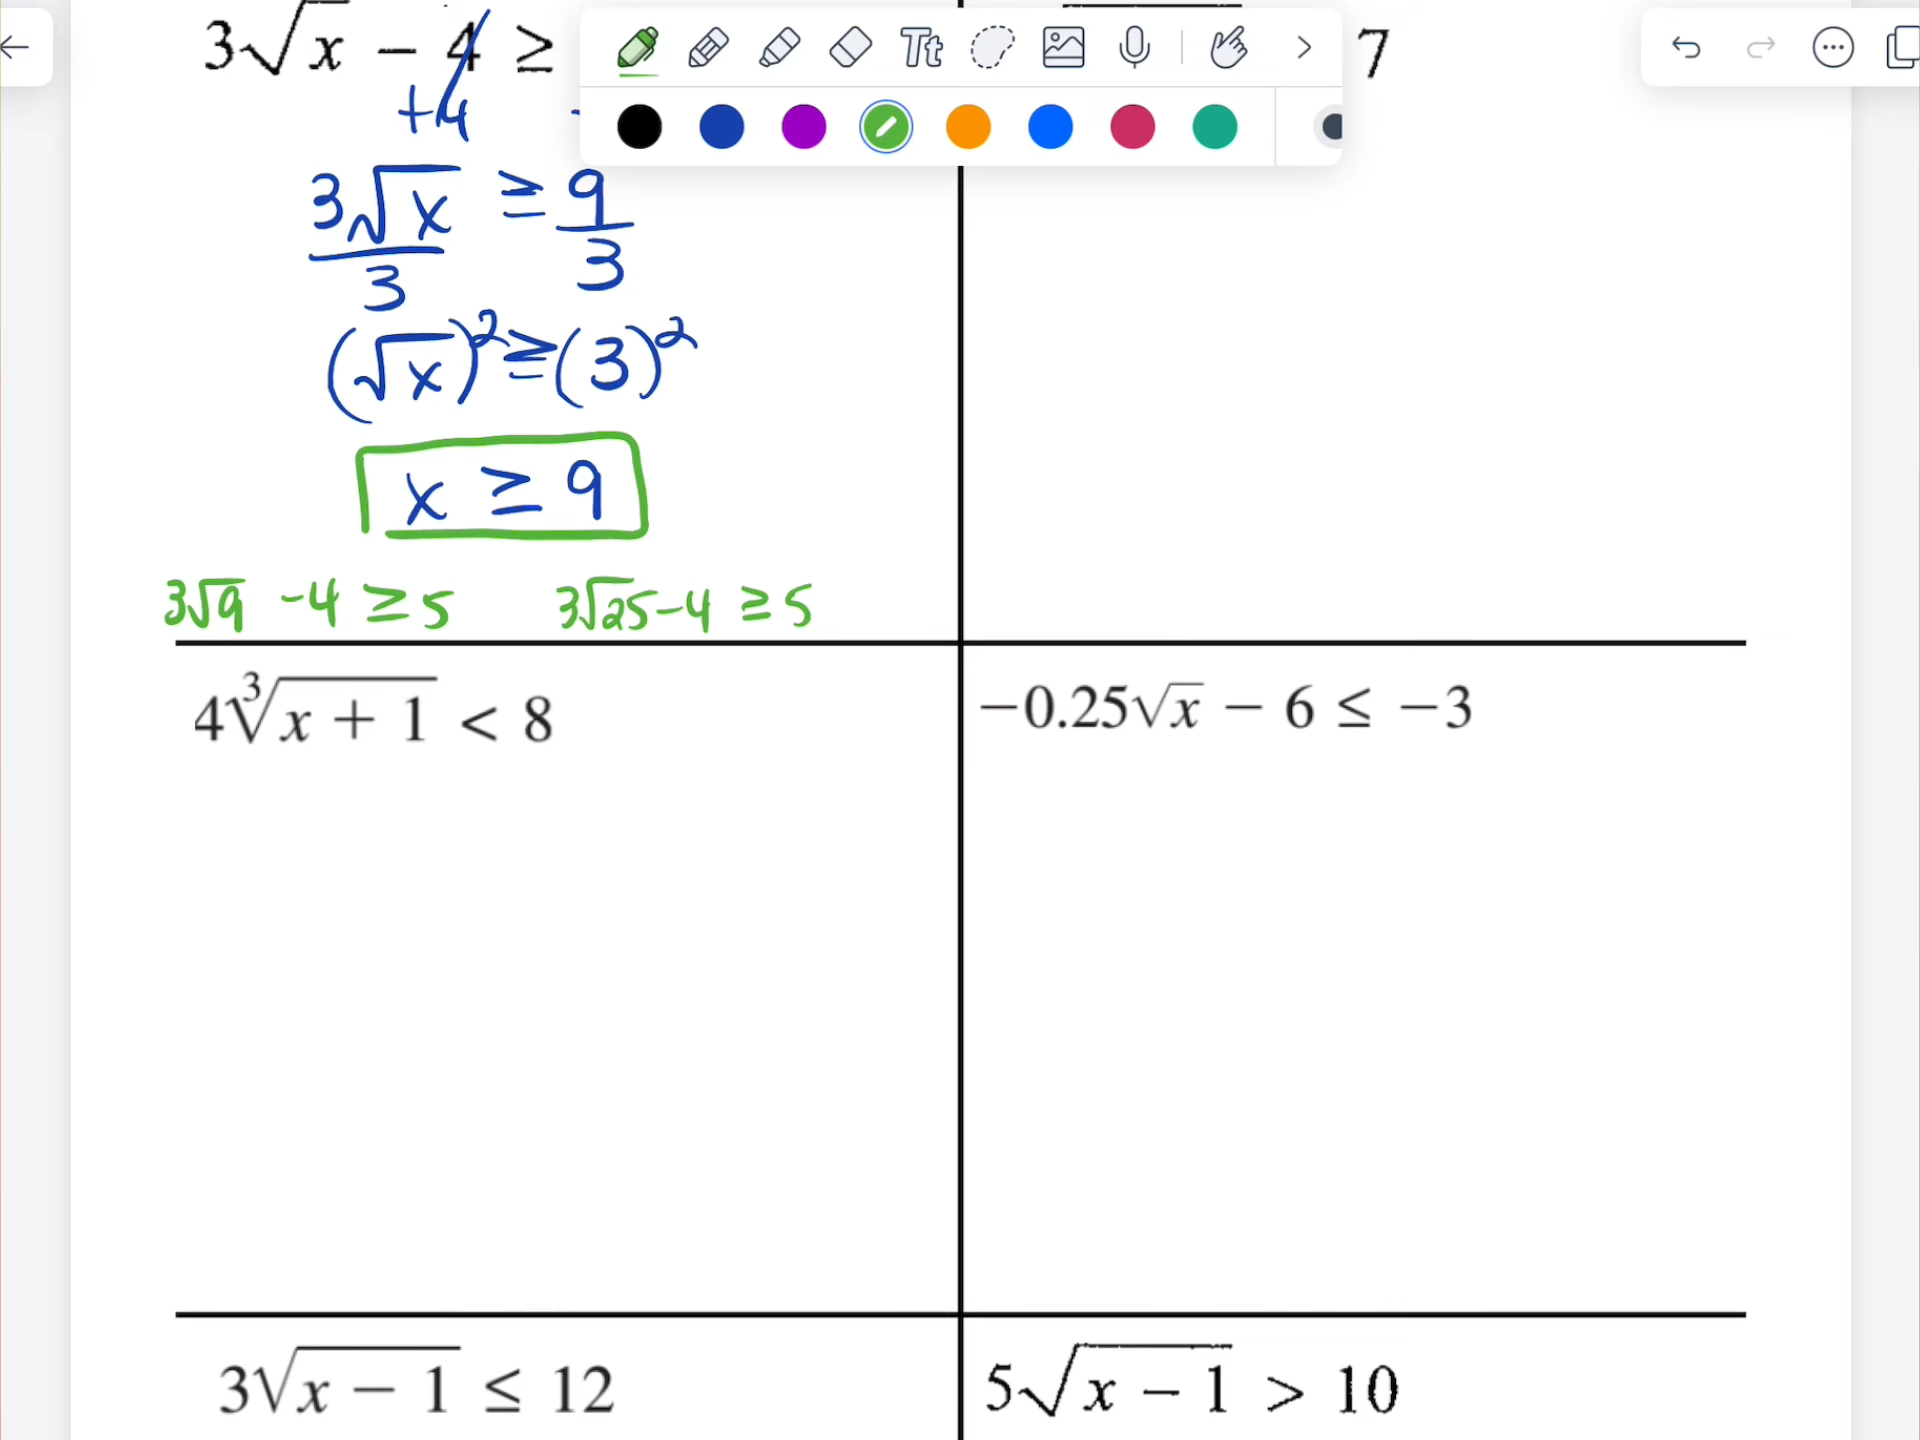 3√x − 4 ≥
7
Tt
+4
3√x ≥ 9
3 3
(√x)² ≥ (3)²
x ≥ 9
3√9 -4 ≥ 5 3√25-4 ≥ 5
4∛(x + 1) < 8
−0.25√x − 6 ≤ −3
3√(x − 1) ≤ 12
5√(x − 1) > 10